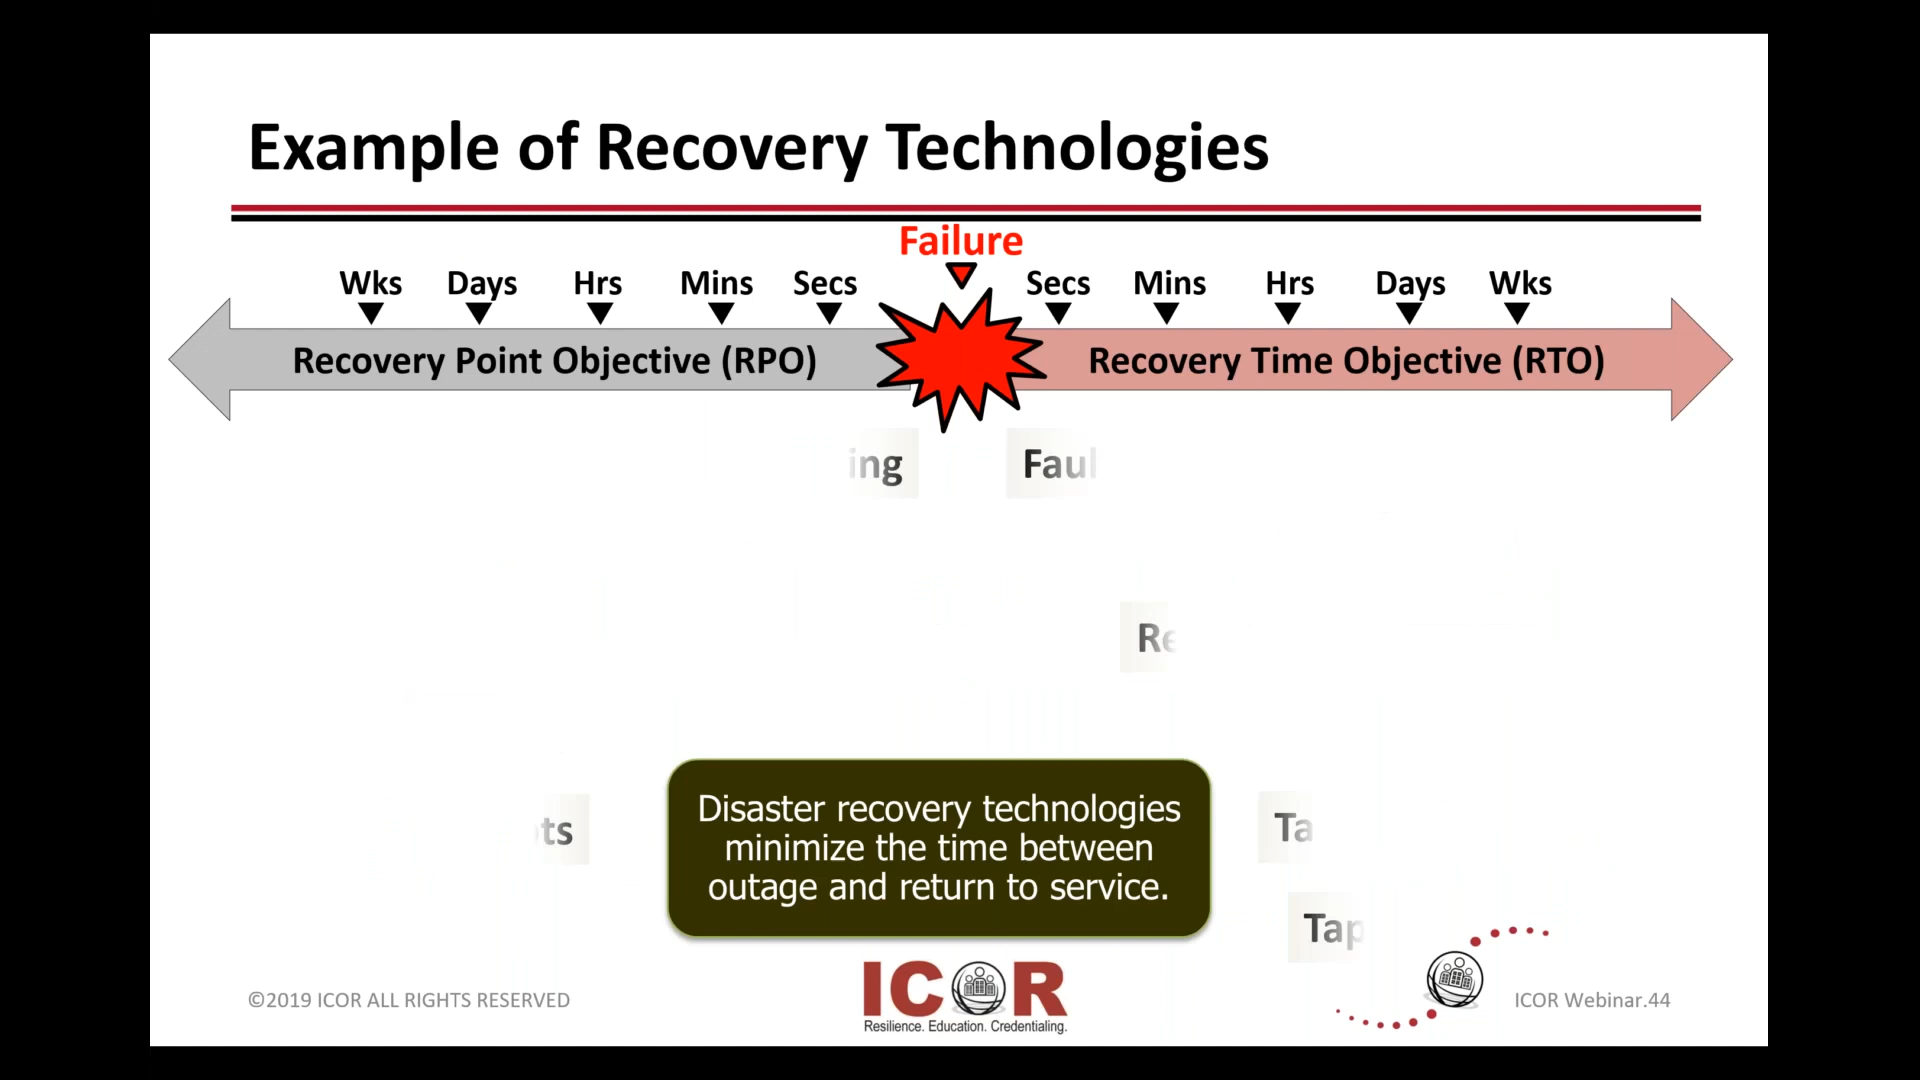 Example of Recovery Technologies
Failure
Wks Days Hrs Mins Secs Secs Mins Hrs Days Wks
Recovery Point Objective (RPO) Recovery Time Objective (RTO)
ing Faul
Re
Disaster recovery technologies
minimize the time between
outage and return to service.
ts Ta
Tap
ICOR
Resilience. Education. Credentialing.
©2019 ICOR ALL RIGHTS RESERVED
ICOR Webinar.44